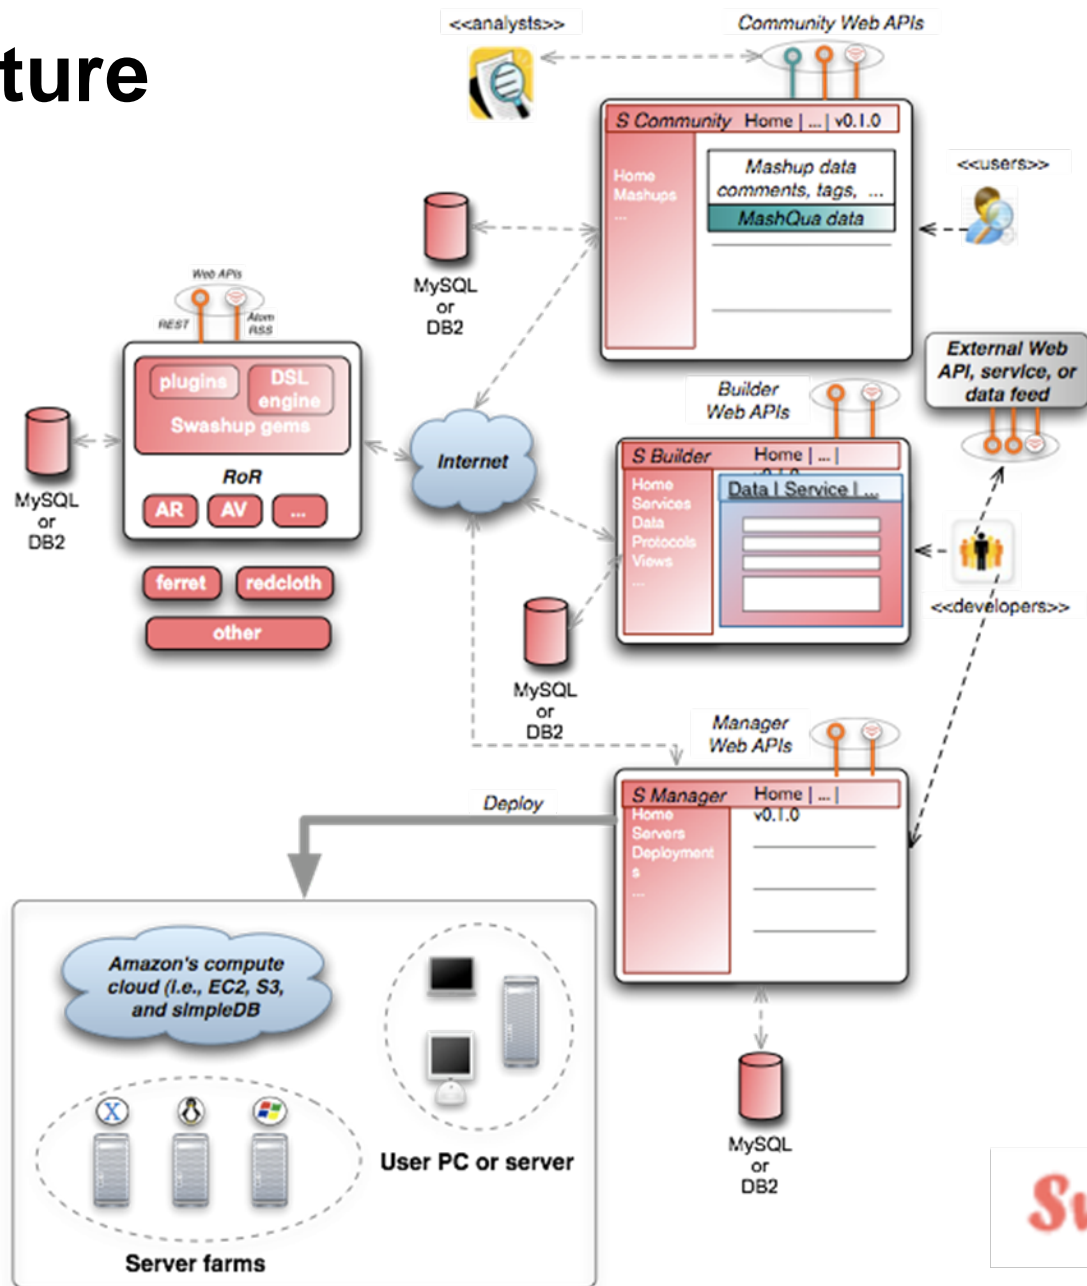 ture
<<analysts>>
Community Web APIs
S Community Home | ... | v0.1.0
Home
Mashups
...
Mashup data
comments, tags, ...
MashQua data
<<users>>
MySQL
or
DB2
Web APIs
REST
Atom
RSS
plugins
DSL
engine
Swashup gems
RoR
AR
AV
...
ferret
redcloth
other
MySQL
or
DB2
Internet
External Web
API, service, or
data feed
Builder
Web APIs
S Builder Home | ... |
Home
Services
Data
Protocols
Views
...
Data | Service | ...
<<developers>>
MySQL
or
DB2
Manager
Web APIs
S Manager Home | ... |
v0.1.0
Home
Servers
Deployment
s
...
Deploy
Amazon's compute
cloud (i.e., EC2, S3,
and simpleDB
X
User PC or server
Server farms
MySQL
or
DB2